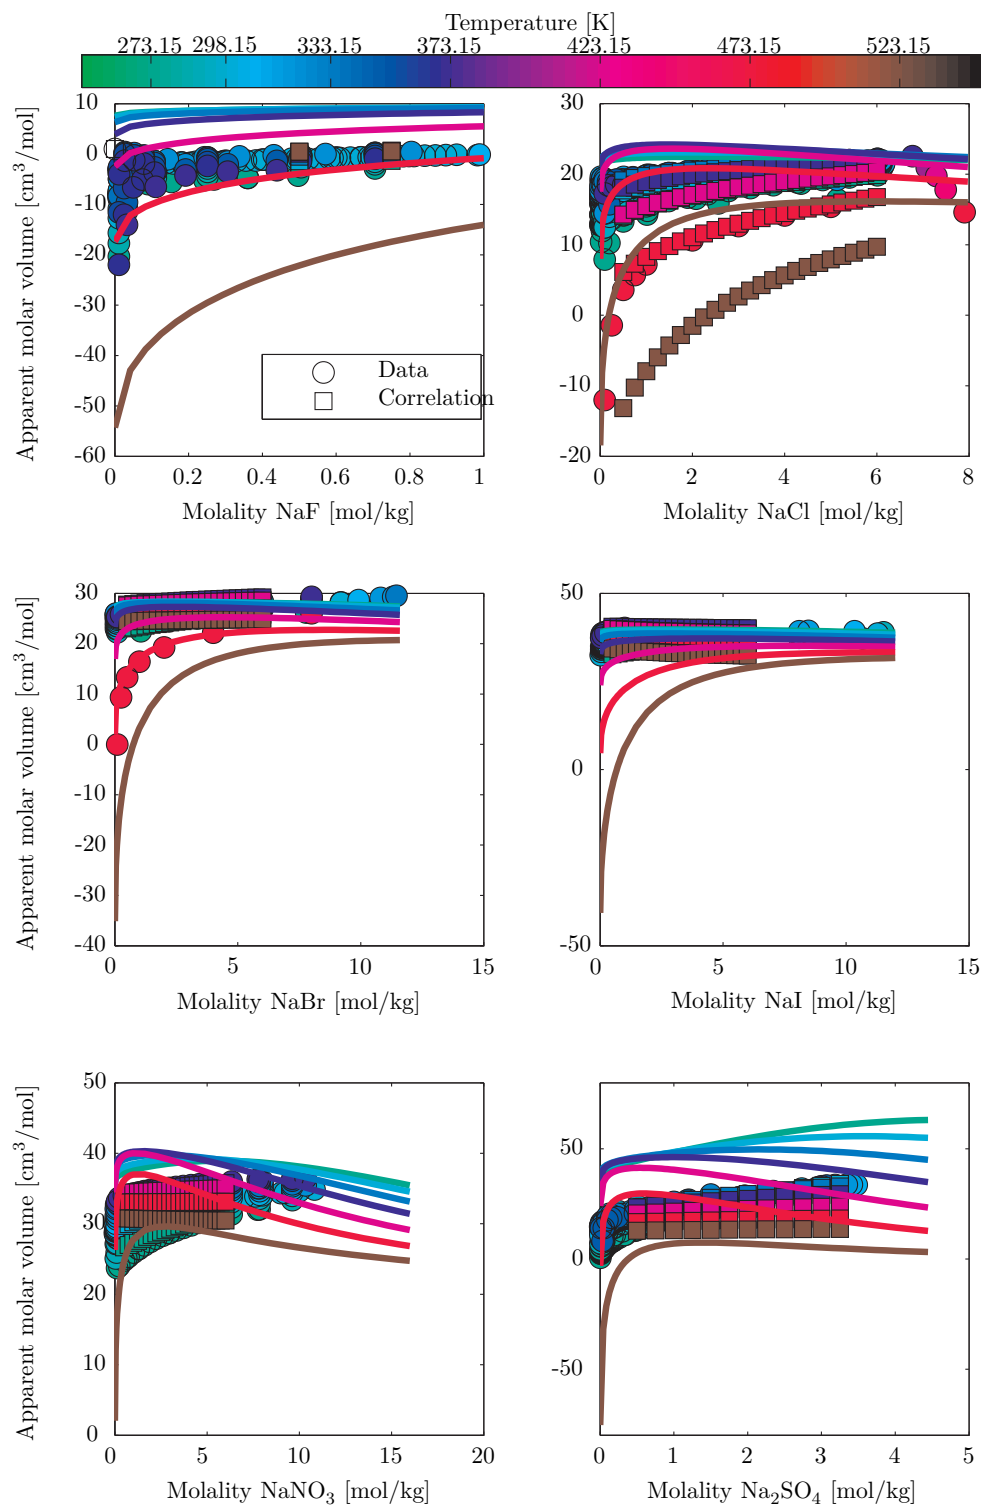 Temperature [K]
273.15 298.15 333.15 373.15 423.15 473.15 523.15
Apparent molar volume [cm³/mol]
10
0
-10
-20
-30
-40
-50
-60
0 0.2 0.4 0.6 0.8 1
Molality NaF [mol/kg]
Data
Correlation
30
20
10
0
-10
-20
0 2 4 6 8
Molality NaCl [mol/kg]
Apparent molar volume [cm³/mol]
30
20
10
0
-10
-20
-30
-40
0 5 10 15
Molality NaBr [mol/kg]
50
0
-50
0 5 10 15
Molality NaI [mol/kg]
Apparent molar volume [cm³/mol]
50
40
30
20
10
0
0 5 10 15 20
Molality NaNO₃ [mol/kg]
50
0
-50
0 1 2 3 4 5
Molality Na₂SO₄ [mol/kg]